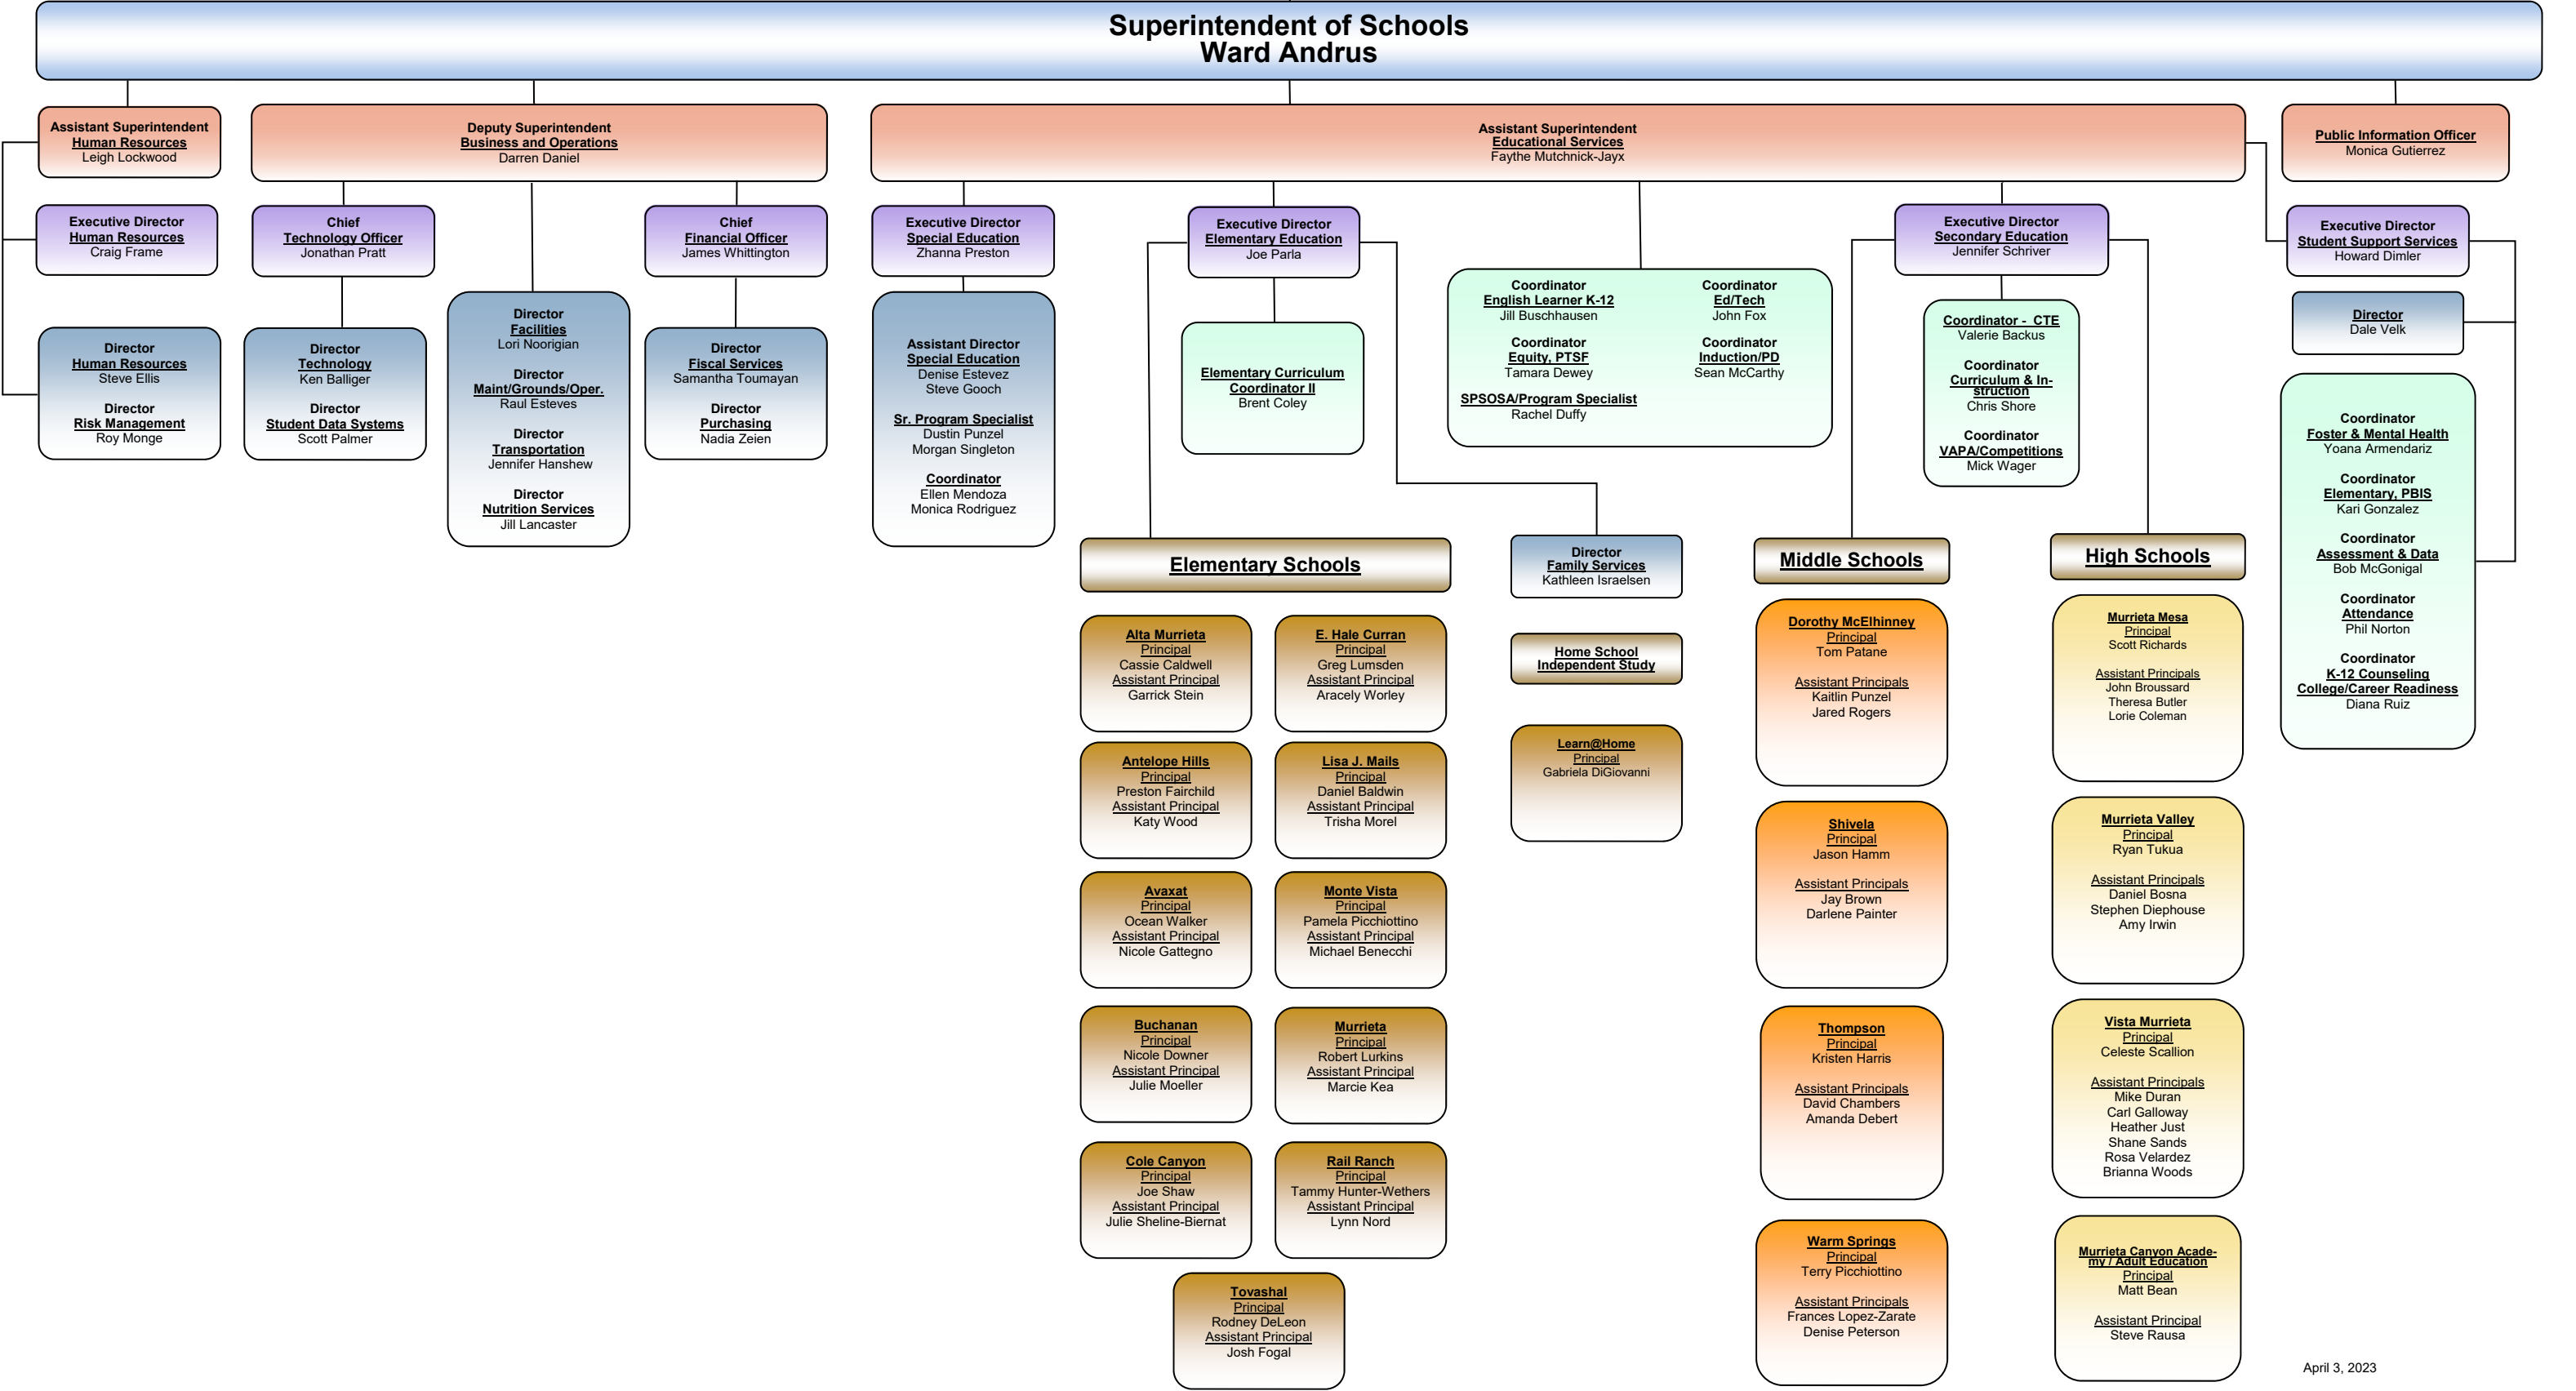 Superintendent of Schools
Ward Andrus
Assistant Superintendent
Human Resources
Leigh Lockwood
Deputy Superintendent
Business and Operations
Darren Daniel
Assistant Superintendent
Educational Services
Faythe Mutchnick-Jayx
Public Information Officer
Monica Gutierrez
Executive Director
Human Resources
Craig Frame
Chief
Technology Officer
Jonathan Pratt
Chief
Financial Officer
James Whittington
Executive Director
Special Education
Zhanna Preston
Executive Director
Elementary Education
Joe Parla
Executive Director
Secondary Education
Jennifer Schriver
Executive Director
Student Support Services
Howard Dimler
Director
Human Resources
Steve Ellis
Director
Risk Management
Roy Monge
Director
Technology
Ken Balliger
Director
Student Data Systems
Scott Palmer
Director
Facilities
Lori Noorigian
Director
Maint/Grounds/Oper.
Raul Esteves
Director
Transportation
Jennifer Hanshew
Director
Nutrition Services
Jill Lancaster
Director
Fiscal Services
Samantha Toumayan
Director
Purchasing
Nadia Zeien
Assistant Director
Special Education
Denise Estevez
Steve Gooch
Sr. Program Specialist
Dustin Punzel
Morgan Singleton
Coordinator
Ellen Mendoza
Monica Rodriguez
Elementary Curriculum
Coordinator II
Brent Coley
Coordinator
English Learner K-12
Jill Buschhausen
Coordinator
Equity, PTSF
Tamara Dewey
SPSOSA/Program Specialist
Rachel Duffy
Coordinator
Ed/Tech
John Fox
Coordinator
Induction/PD
Sean McCarthy
Coordinator - CTE
Valerie Backus
Coordinator
Curriculum & In-
struction
Chris Shore
Coordinator
VAPA/Competitions
Mick Wager
Director
Dale Velk
Coordinator
Foster & Mental Health
Yoana Armendariz
Coordinator
Elementary, PBIS
Kari Gonzalez
Coordinator
Assessment & Data
Bob McGonigal
Coordinator
Attendance
Phil Norton
Coordinator
K-12 Counseling
College/Career Readiness
Diana Ruiz
Elementary Schools
Alta Murrieta
Principal
Cassie Caldwell
Assistant Principal
Garrick Stein
E. Hale Curran
Principal
Greg Lumsden
Assistant Principal
Aracely Worley
Antelope Hills
Principal
Preston Fairchild
Assistant Principal
Katy Wood
Lisa J. Mails
Principal
Daniel Baldwin
Assistant Principal
Trisha Morel
Avaxat
Principal
Ocean Walker
Assistant Principal
Nicole Gattegno
Monte Vista
Principal
Pamela Picchiottino
Assistant Principal
Michael Benecchi
Buchanan
Principal
Nicole Downer
Assistant Principal
Julie Moeller
Murrieta
Principal
Robert Lurkins
Assistant Principal
Marcie Kea
Cole Canyon
Principal
Joe Shaw
Assistant Principal
Julie Sheline-Biernat
Rail Ranch
Principal
Tammy Hunter-Wethers
Assistant Principal
Lynn Nord
Tovashal
Principal
Rodney DeLeon
Assistant Principal
Josh Fogal
Director
Family Services
Kathleen Israelsen
Home School
Independent Study
Learn@Home
Principal
Gabriela DiGiovanni
Middle Schools
Dorothy McElhinney
Principal
Tom Patane
Assistant Principals
Kaitlin Punzel
Jared Rogers
Shivela
Principal
Jason Hamm
Assistant Principals
Jay Brown
Darlene Painter
Thompson
Principal
Kristen Harris
Assistant Principals
David Chambers
Amanda Debert
Warm Springs
Principal
Terry Picchiottino
Assistant Principals
Frances Lopez-Zarate
Denise Peterson
High Schools
Murrieta Mesa
Principal
Scott Richards
Assistant Principals
John Broussard
Theresa Butler
Lorie Coleman
Murrieta Valley
Principal
Ryan Tukua
Assistant Principals
Daniel Bosna
Stephen Diephouse
Amy Irwin
Vista Murrieta
Principal
Celeste Scallion
Assistant Principals
Mike Duran
Carl Galloway
Heather Just
Shane Sands
Rosa Velardez
Brianna Woods
Murrieta Canyon Acade-
my / Adult Education
Principal
Matt Bean
Assistant Principal
Steve Rausa
April 3, 2023